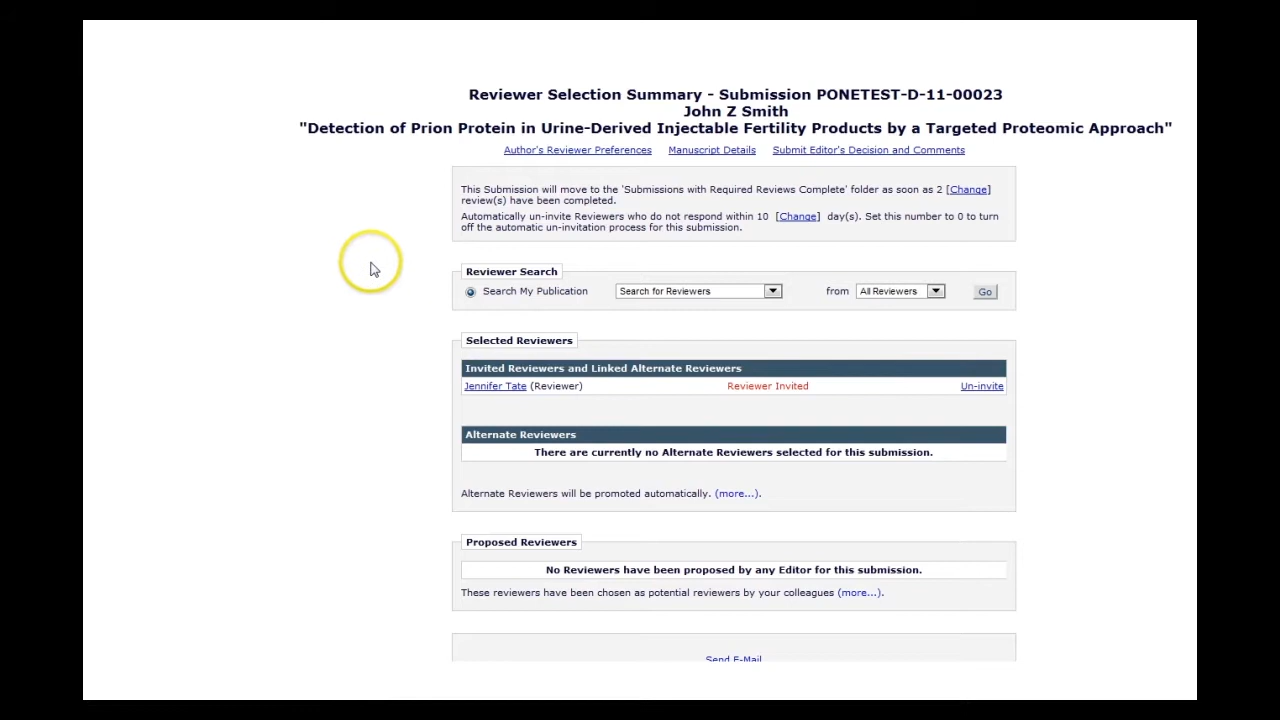 Reviewer Selection Summary - Submission PONETEST-D-11-00023
John Z Smith
"Detection of Prion Protein in Urine-Derived Injectable Fertility Products by a Targeted Proteomic Approach"
Author's Reviewer Preferences Manuscript Details Submit Editor's Decision and Comments
This Submission will move to the 'Submissions with Required Reviews Complete' folder as soon as 2 [Change]
review(s) have been completed.
Automatically un-invite Reviewers who do not respond within 10 [Change] day(s). Set this number to 0 to turn
off the automatic un-invitation process for this submission.
Reviewer Search
Search My Publication Search for Reviewers from All Reviewers Go
Selected Reviewers
Invited Reviewers and Linked Alternate Reviewers
Jennifer Tate (Reviewer) Reviewer Invited Un-invite
Alternate Reviewers
There are currently no Alternate Reviewers selected for this submission.
Alternate Reviewers will be promoted automatically. (more...).
Proposed Reviewers
No Reviewers have been proposed by any Editor for this submission.
These reviewers have been chosen as potential reviewers by your colleagues (more...).
Send E-Mail